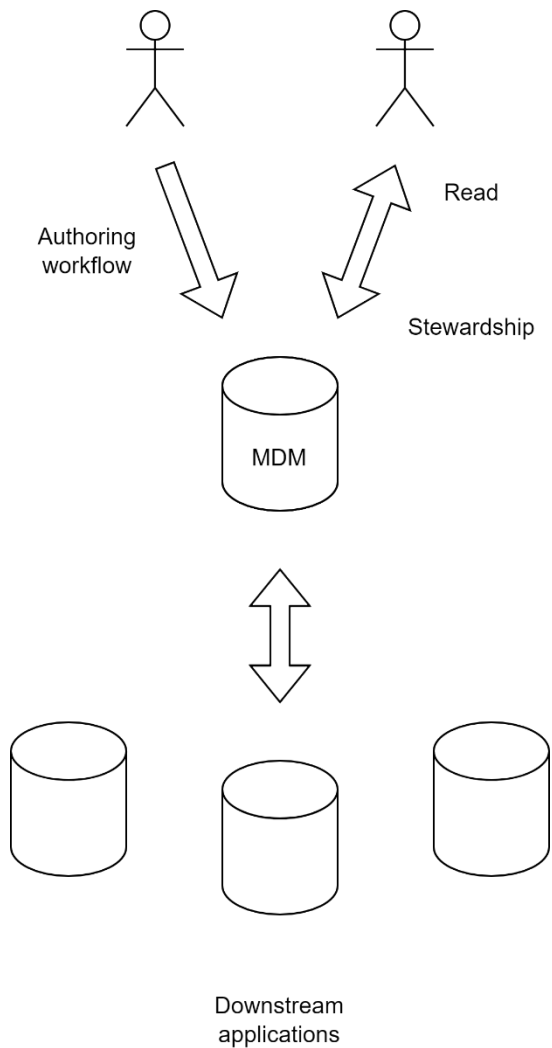 Read
Authoring
workflow
Stewardship
MDM
Downstream
applications